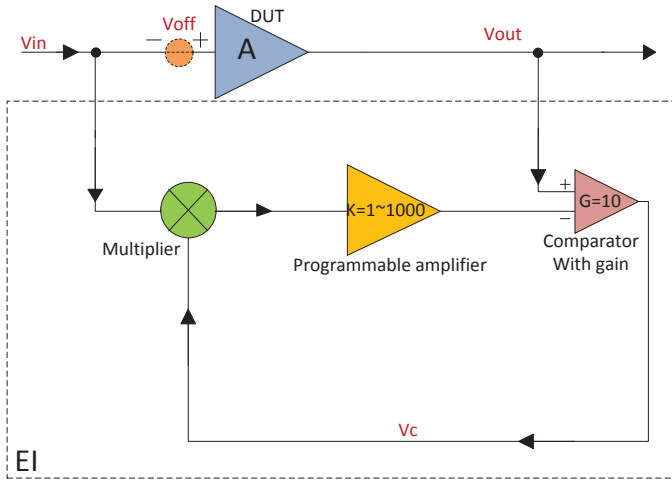 DUT
Vin
−
Voff
+
A
Vout
Multiplier
K=1~1000
Programmable amplifier
+
G=10
−
Comparator
With gain
Vc
EI